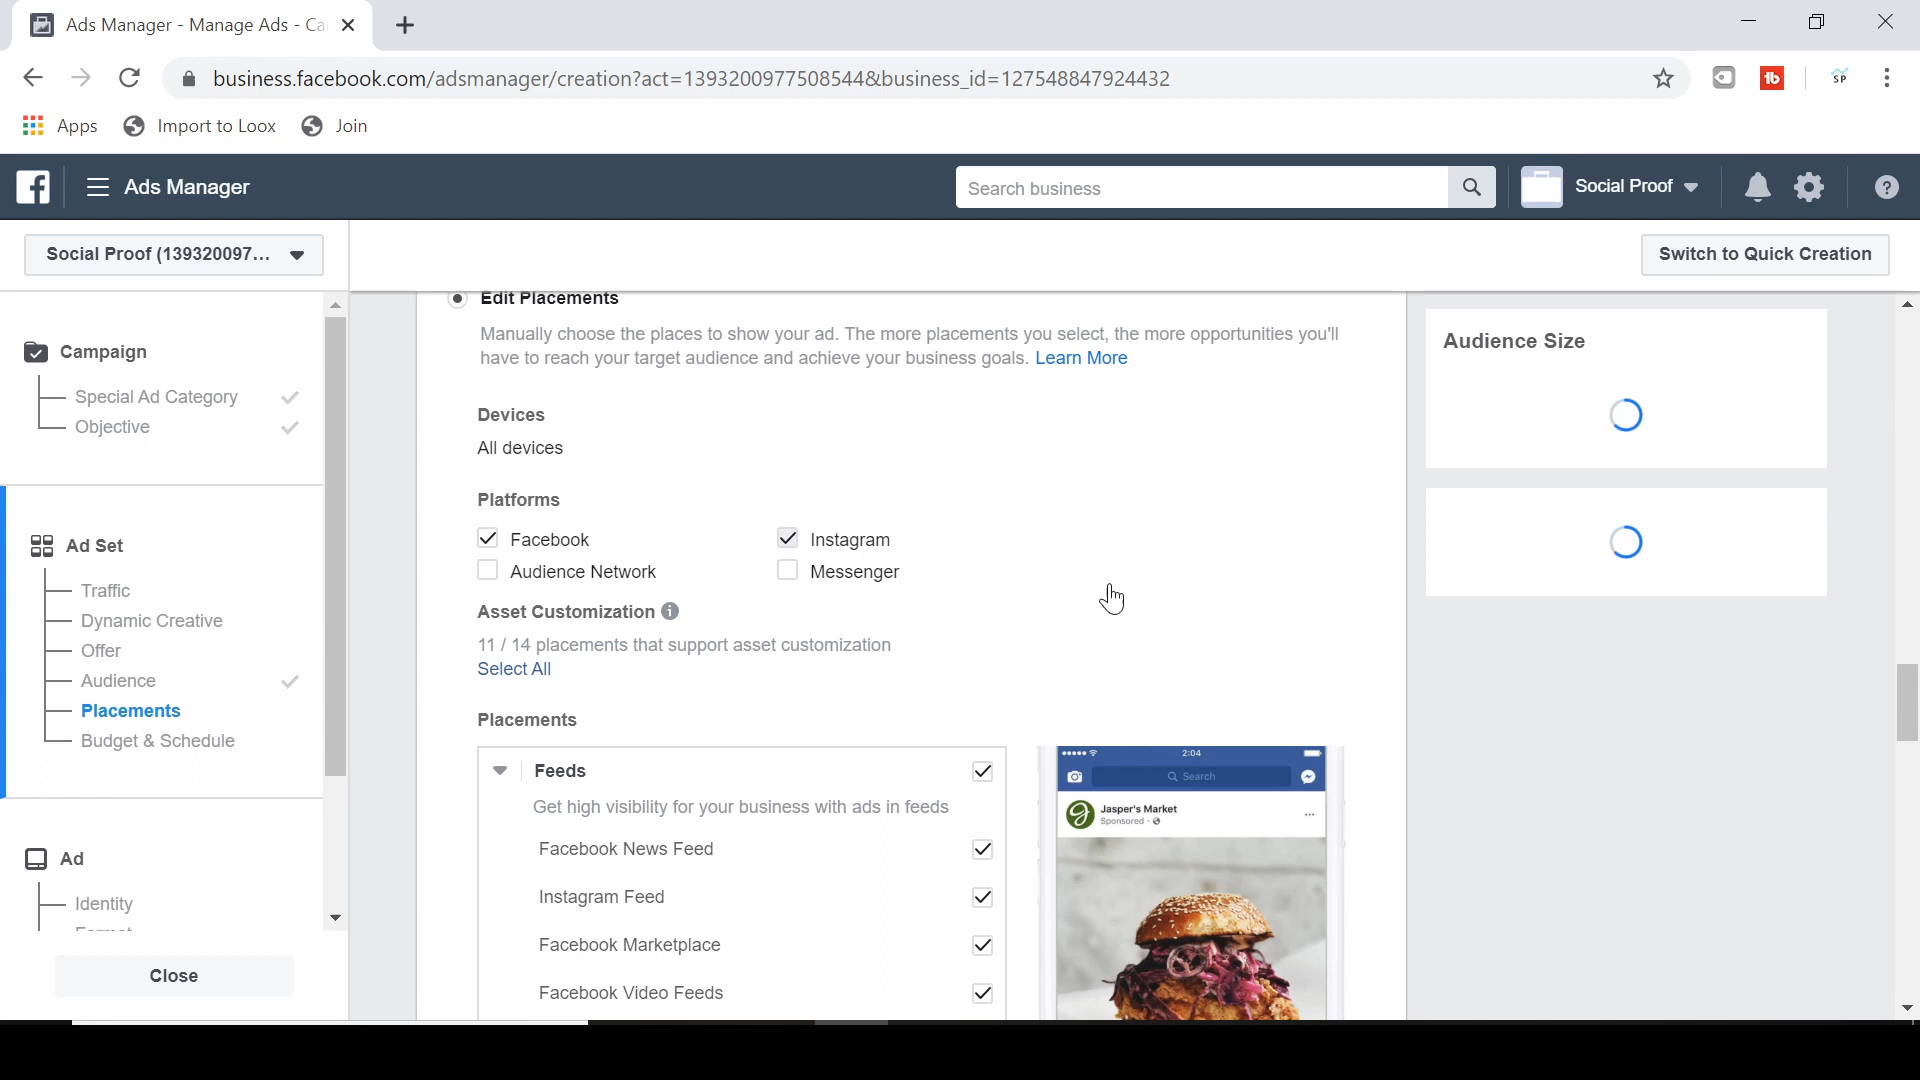 Ads Manager - Manage Ads - Ca
business.facebook.com/adsmanager/creation?act=139320097750854​4&business_id=127548847924432
SP
Apps
Import to Loox
Join
Ads Manager
Search business
Social Proof
Social Proof (139320097...
Switch to Quick Creation
Campaign
Special Ad Category
Objective
Ad Set
Traffic
Dynamic Creative
Offer
Audience
Placements
Budget & Schedule
Ad
Identity
Format
Close
Edit Placements
Manually choose the places to show your ad. The more placements you select, the more opportunities you'll
have to reach your target audience and achieve your business goals. Learn More
Devices
All devices
Platforms
Facebook
Instagram
Audience Network
Messenger
Asset Customization
11 / 14 placements that support asset customization
Select All
Placements
Feeds
Get high visibility for your business with ads in feeds
Facebook News Feed
Instagram Feed
Facebook Marketplace
Facebook Video Feeds
2:04
Search
Jasper's Market
Sponsored
Audience Size